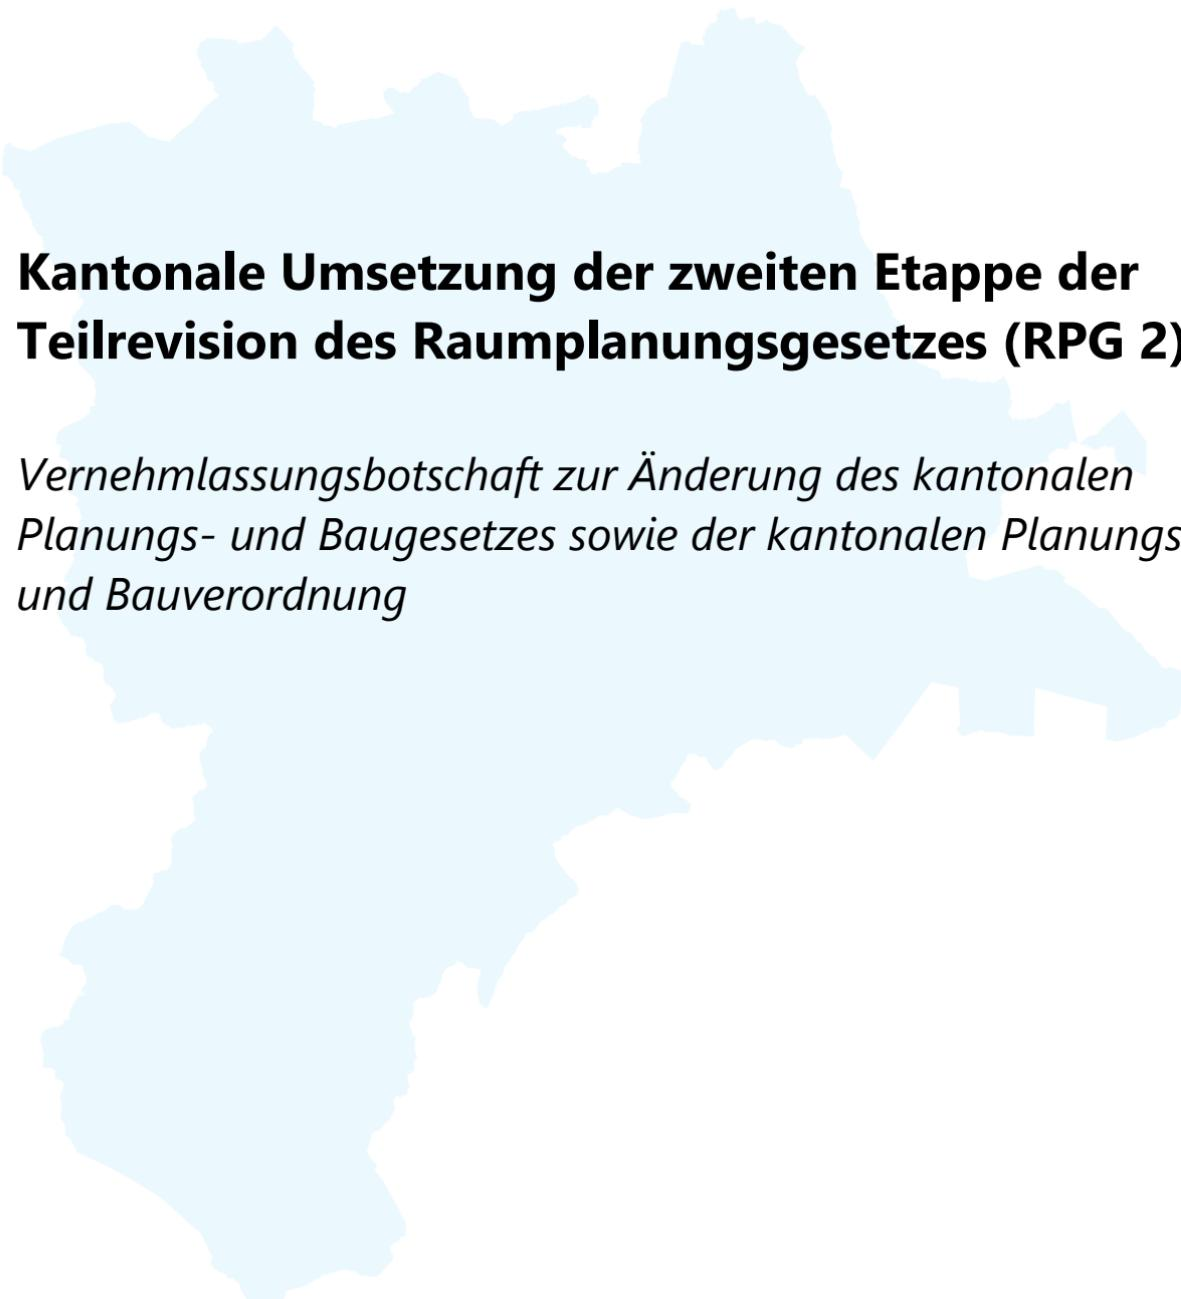 Kantonale Umsetzung der zweiten Etappe der
Teilrevision des Raumplanungsgesetzes (RPG 2)
Vernehmlassungsbotschaft zur Änderung des kantonalen
Planungs- und Baugesetzes sowie der kantonalen Planungs
und Bauverordnung